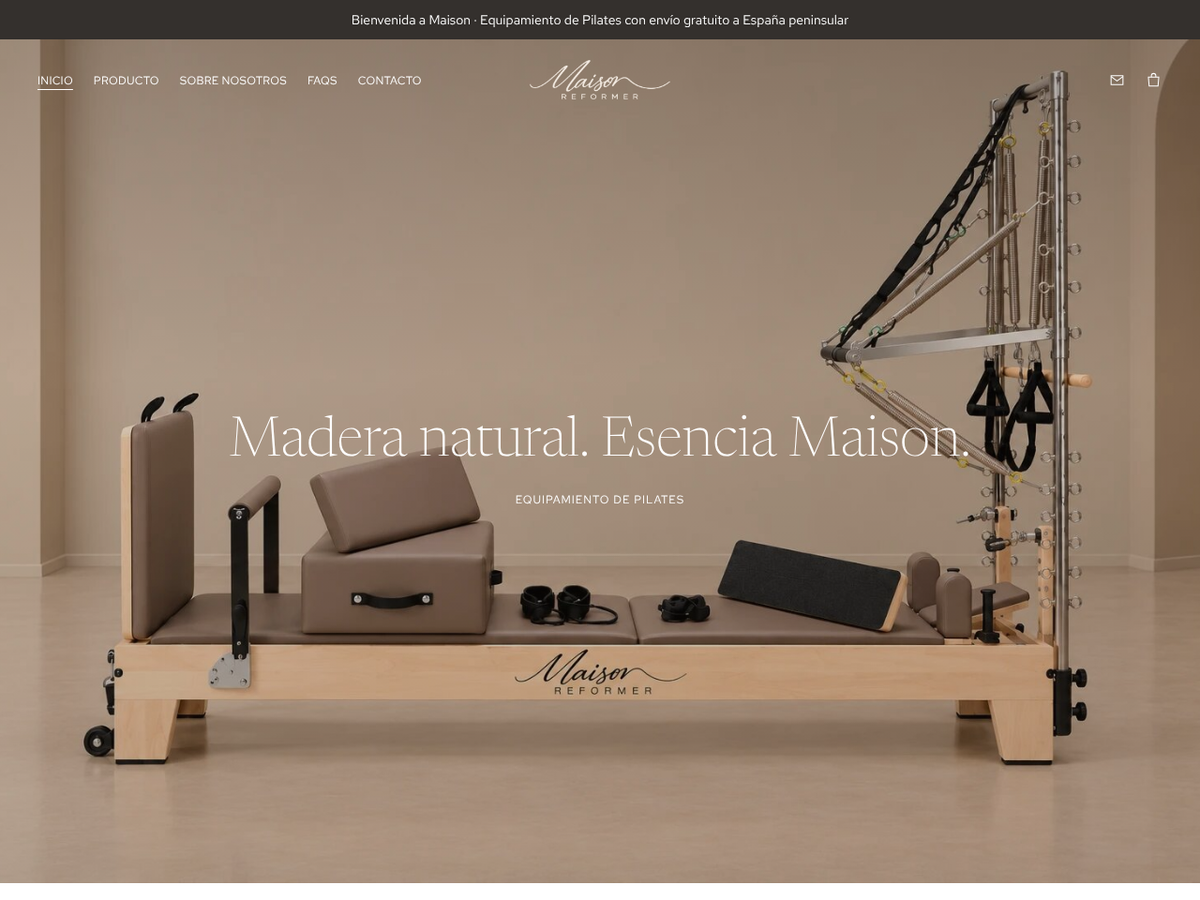 Bienvenida a Maison · Equipamiento de Pilates con envío gratuito a España peninsular
INICIO PRODUCTO SOBRE NOSOTROS FAQS CONTACTO
Maison
REFORMER
Madera natural. Esencia Maison.
EQUIPAMIENTO DE PILATES
Maison
REFORMER